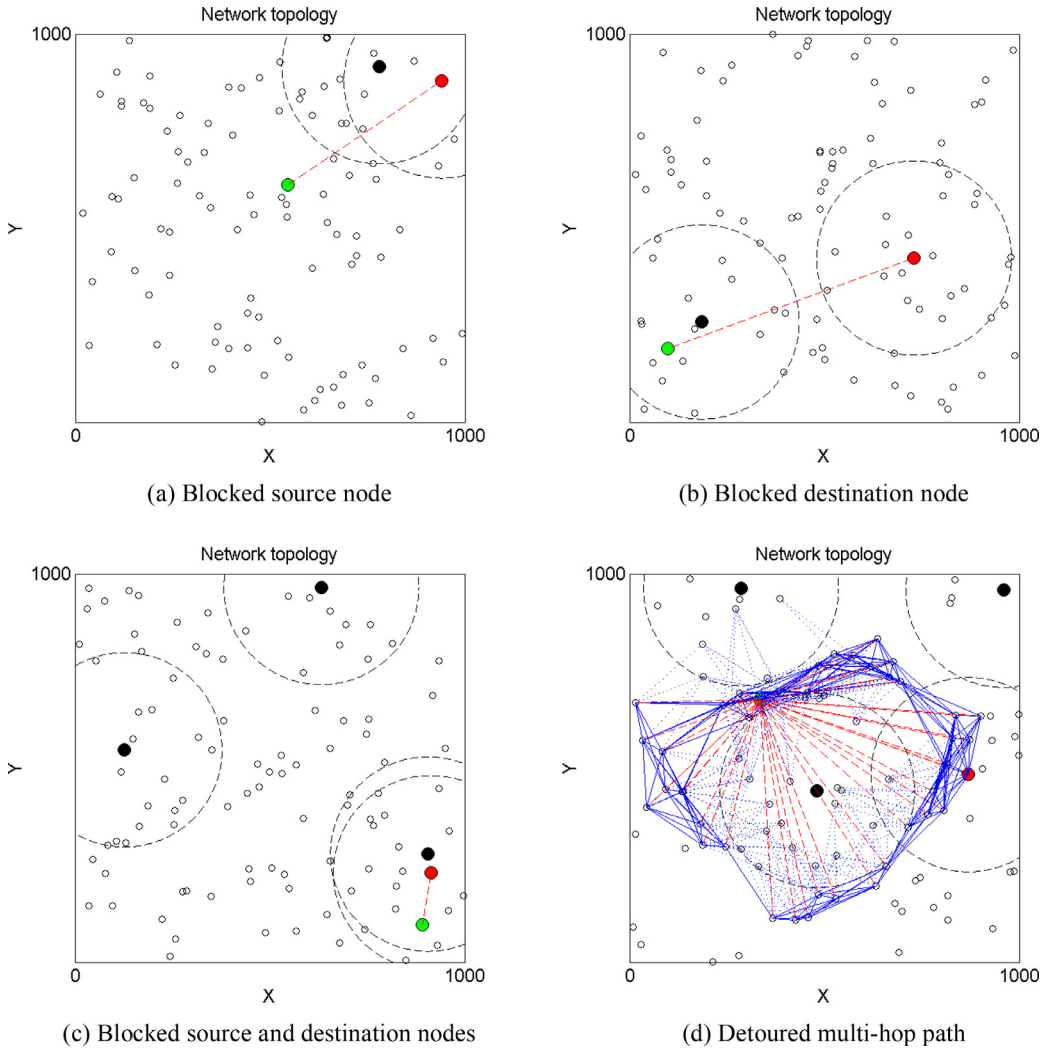 Network topology
1000
Y
0
1000
X
(a) Blocked source node
Network topology
1000
Y
0
1000
X
(b) Blocked destination node
Network topology
1000
Y
0
1000
X
(c) Blocked source and destination nodes
Network topology
1000
Y
0
1000
X
(d) Detoured multi-hop path